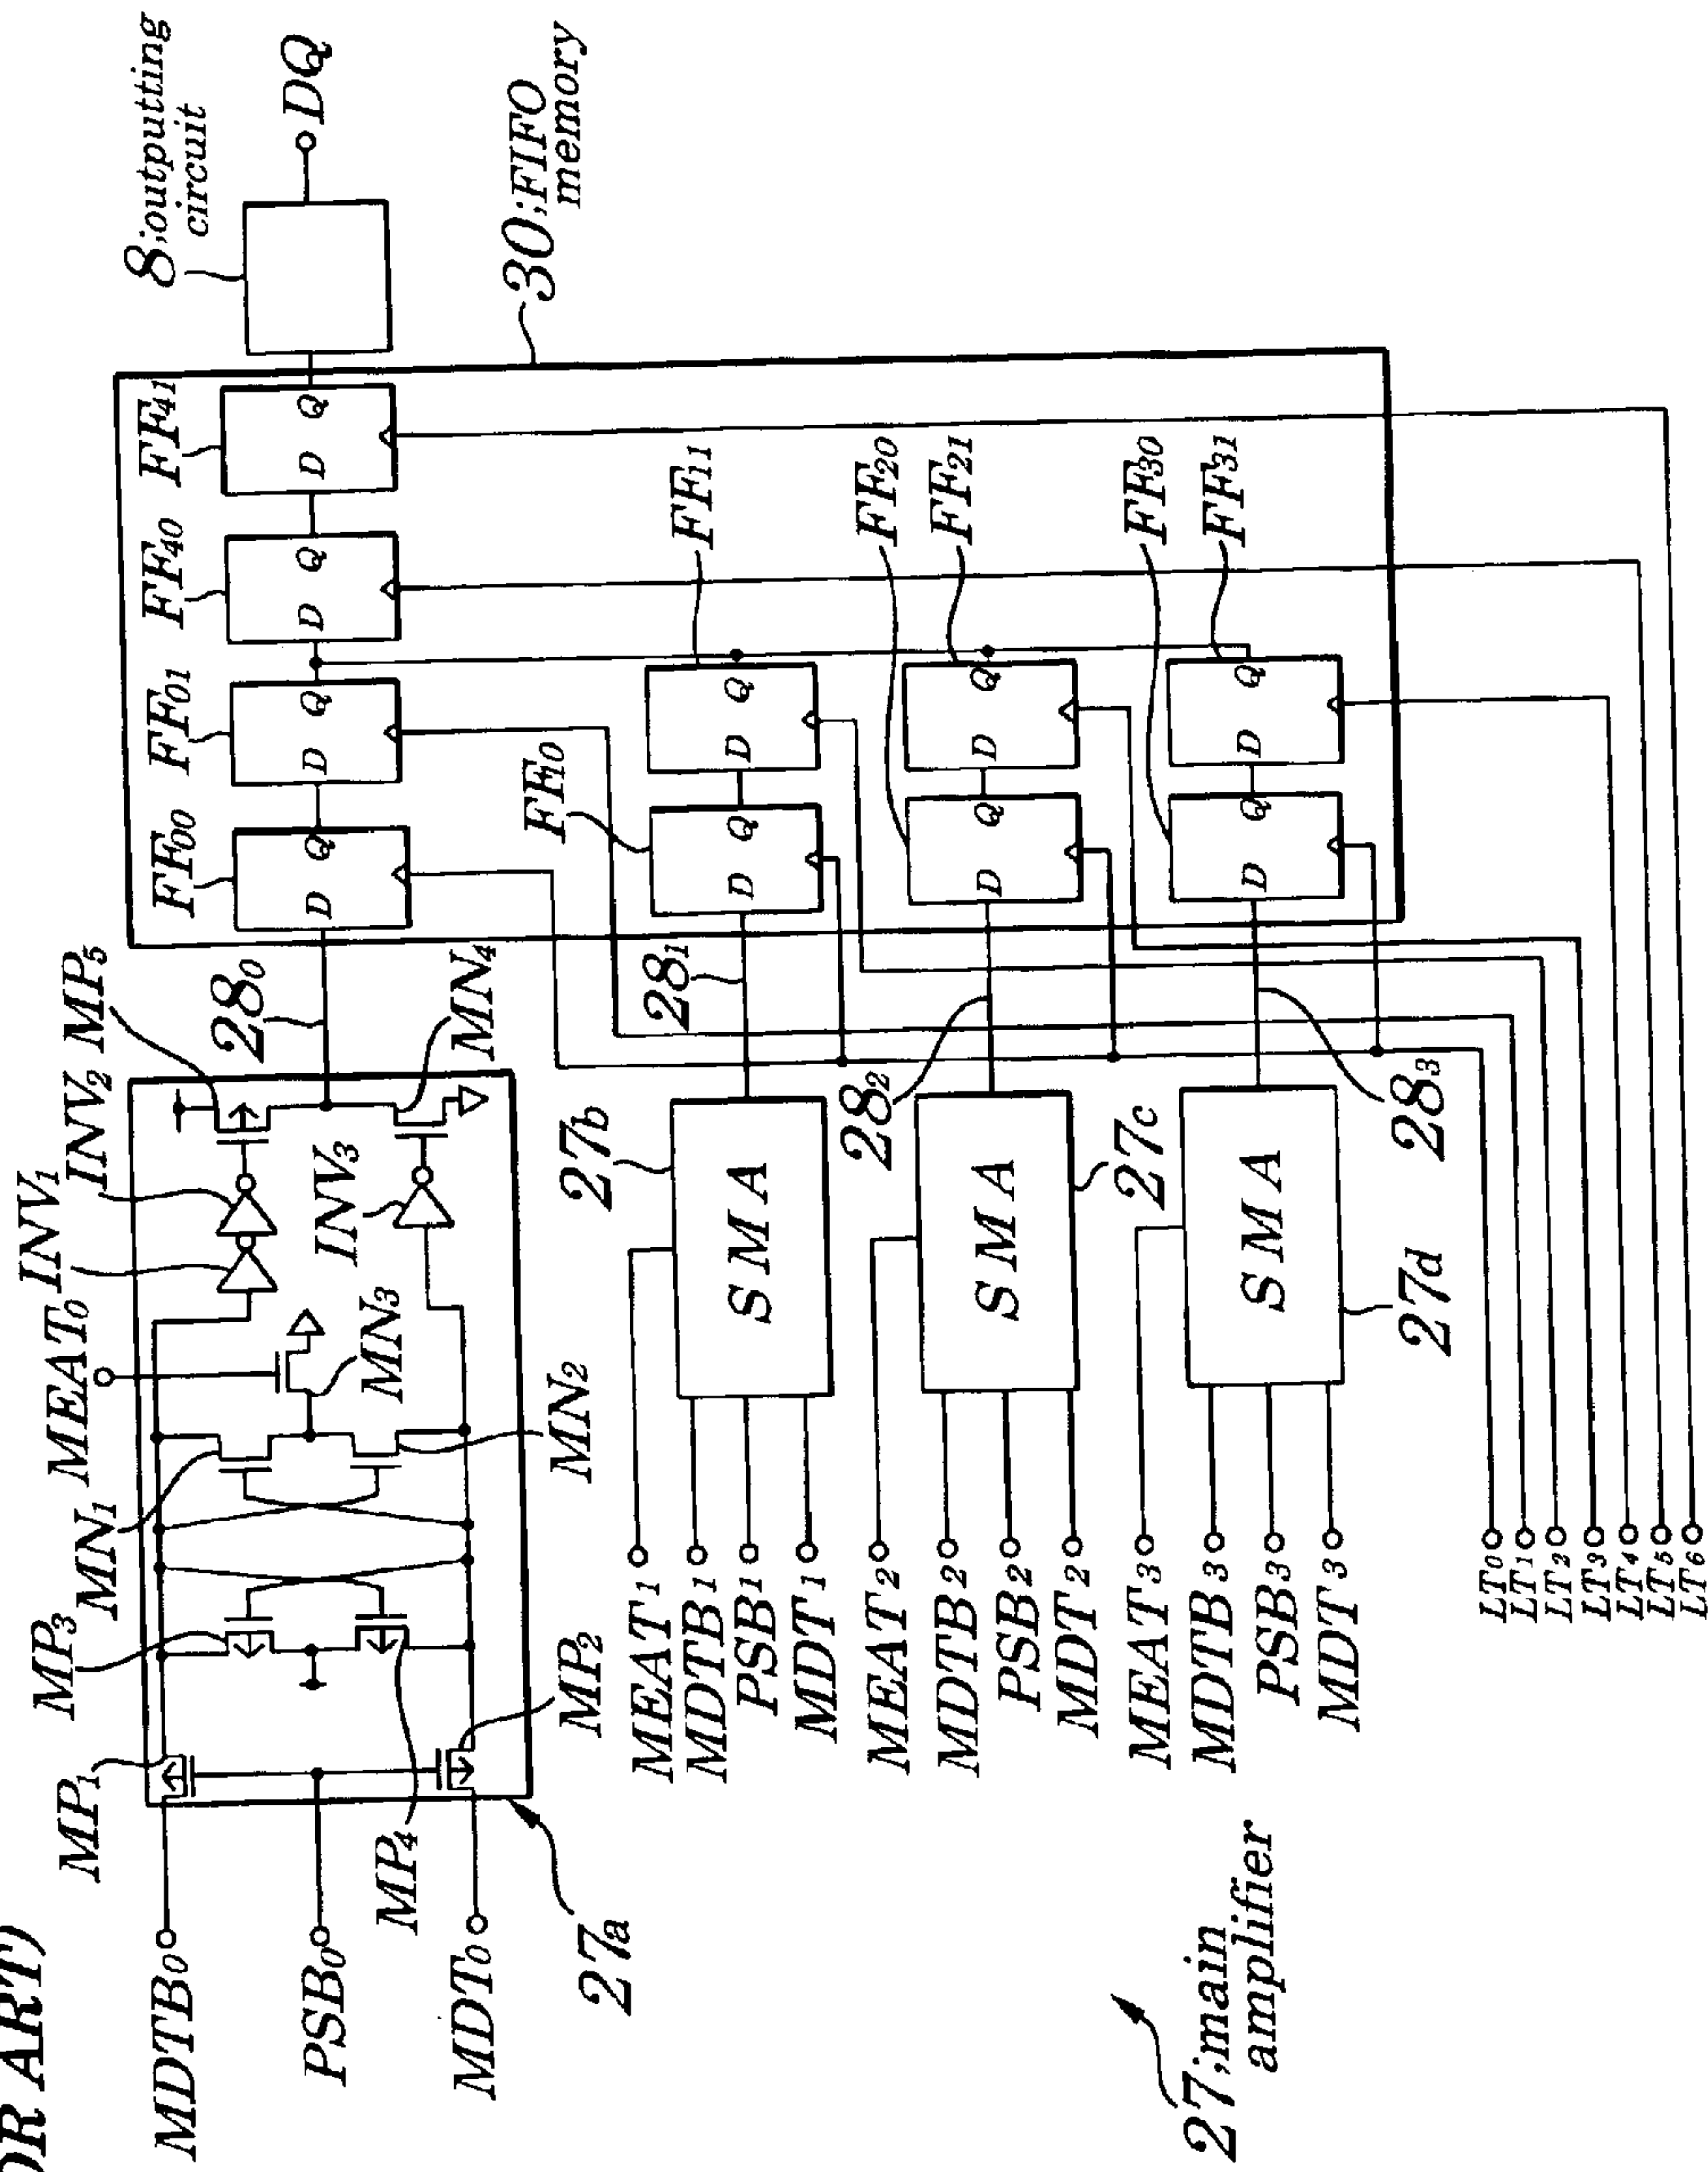 OR ART)
MDTB0
PSB0
MDT0
MP1
MP3
MN1
MEAT0
INV1
INV2
MP5
MP4
MP2
MN2
MN3
INV3
MN4
27a
280
FF00
FF01
FF40
FF41
D
Q
D
Q
D
Q
D
Q
8;outputting
circuit
DQ
30;FIFO
memory
MEAT1
MDTB1
PSB1
MDT1
SMA
27b
281
FF10
FF11
D
Q
D
Q
MEAT2
MDTB2
PSB2
MDT2
SMA
27c
282
FF20
FF21
D
Q
D
Q
MEAT3
MDTB3
PSB3
MDT3
SMA
27d
283
FF30
FF31
D
Q
D
Q
27;main
amplifier
LT0
LT1
LT2
LT3
LT4
LT5
LT6